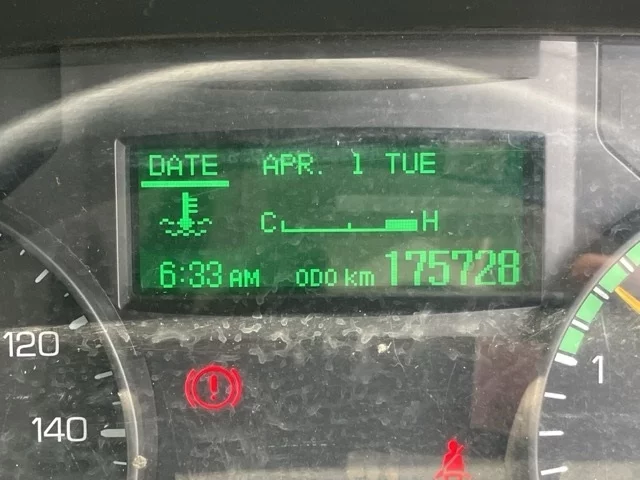 DATE APR. 1 TUE
C H
6:33 AM ODO km 175728
120
140
1
!